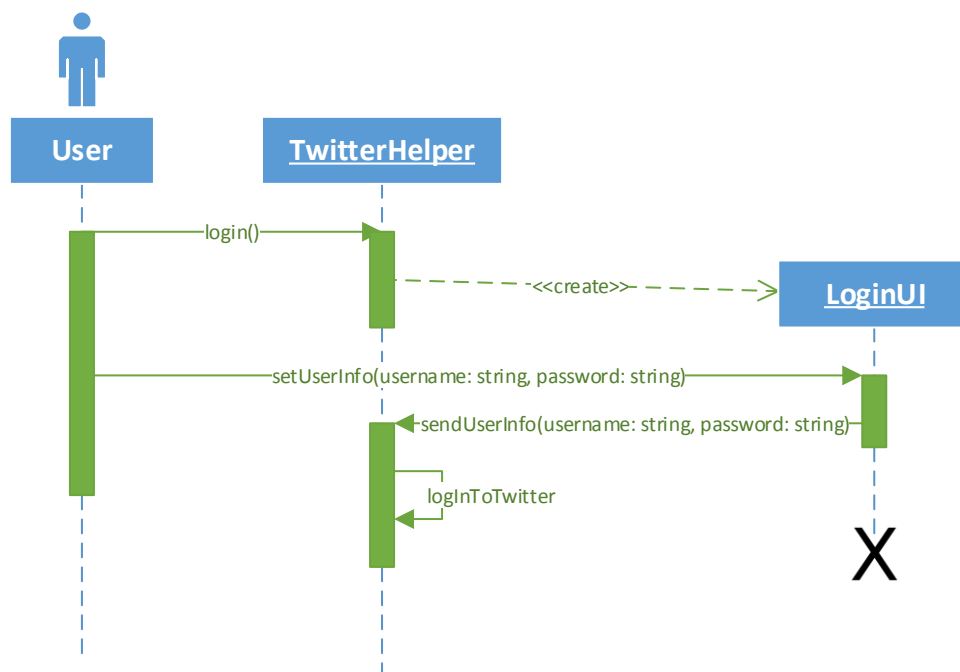 User
TwitterHelper
login()
<<create>>
LoginUI
setUserInfo(username: string, password: string)
sendUserInfo(username: string, password: string)
logInToTwitter
X